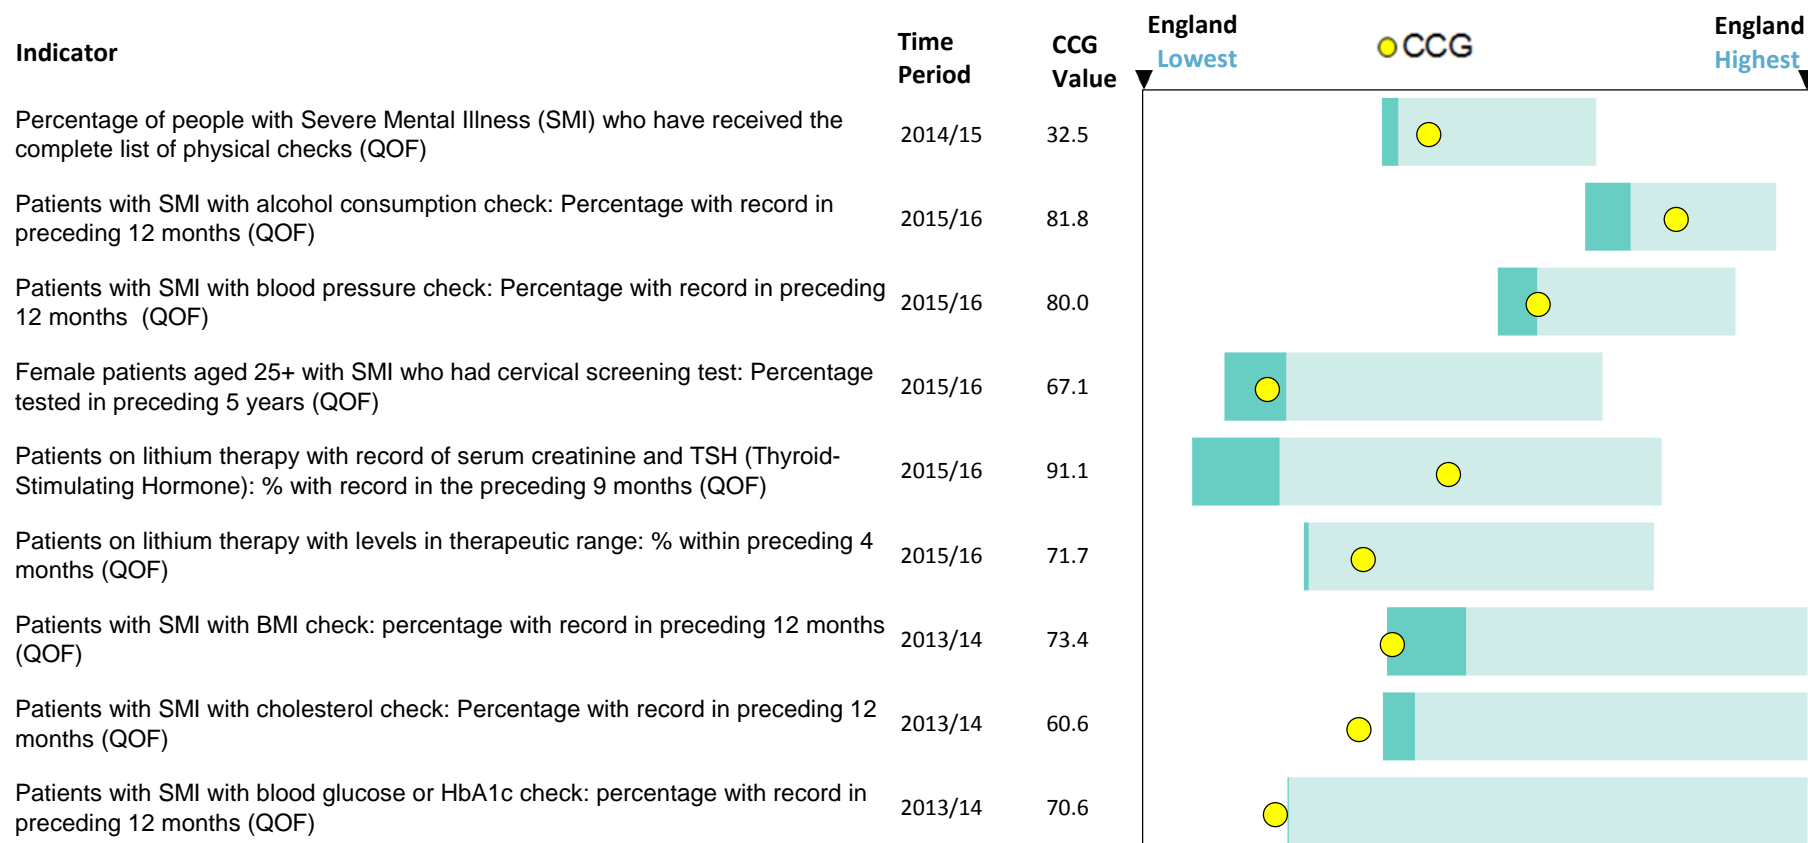 Indicator
Time
Period
CCG
Value
England
Lowest
CCG
England
Highest
Percentage of people with Severe Mental Illness (SMI) who have received the
complete list of physical checks (QOF)
2014/15
32.5
Patients with SMI with alcohol consumption check: Percentage with record in
preceding 12 months (QOF)
2015/16
81.8
Patients with SMI with blood pressure check: Percentage with record in preceding
12 months  (QOF)
2015/16
80.0
Female patients aged 25+ with SMI who had cervical screening test: Percentage
tested in preceding 5 years (QOF)
2015/16
67.1
Patients on lithium therapy with record of serum creatinine and TSH (Thyroid-
Stimulating Hormone): % with record in the preceding 9 months (QOF)
2015/16
91.1
Patients on lithium therapy with levels in therapeutic range: % within preceding 4
months (QOF)
2015/16
71.7
Patients with SMI with BMI check: percentage with record in preceding 12 months
(QOF)
2013/14
73.4
Patients with SMI with cholesterol check: Percentage with record in preceding 12
months (QOF)
2013/14
60.6
Patients with SMI with blood glucose or HbA1c check: percentage with record in
preceding 12 months (QOF)
2013/14
70.6